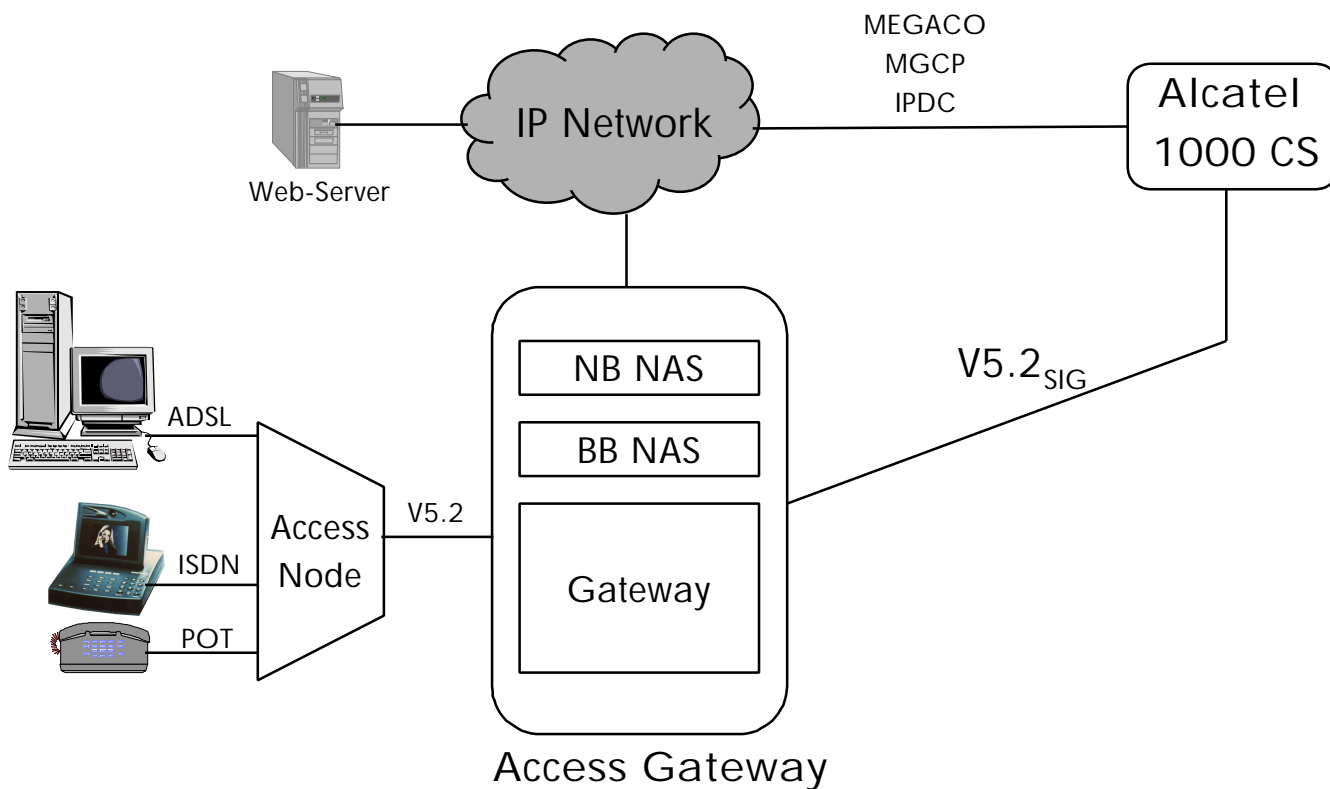 MEGACO
MGCP
IPDC
Alcatel
1000 CS
IP Network
Web-Server
NB NAS
V5.2SIG
ADSL
BB NAS
V5.2
Access
Node
ISDN
Gateway
POT
Access Gateway